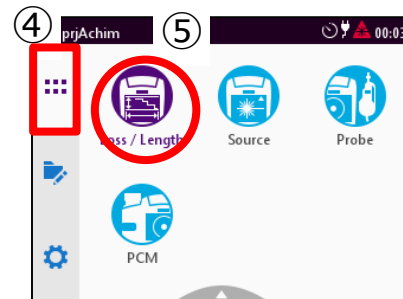 ④ prjAchim ⑤ 00:03
Loss / Length Source Probe
PCM